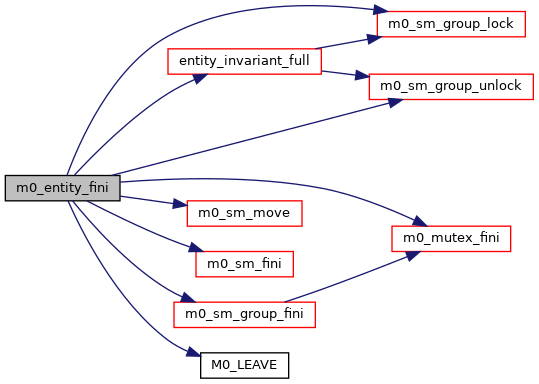 m0_sm_group_lock
entity_invariant_full
m0_sm_group_unlock
m0_entity_fini
m0_sm_move
m0_mutex_fini
m0_sm_fini
m0_sm_group_fini
M0_LEAVE